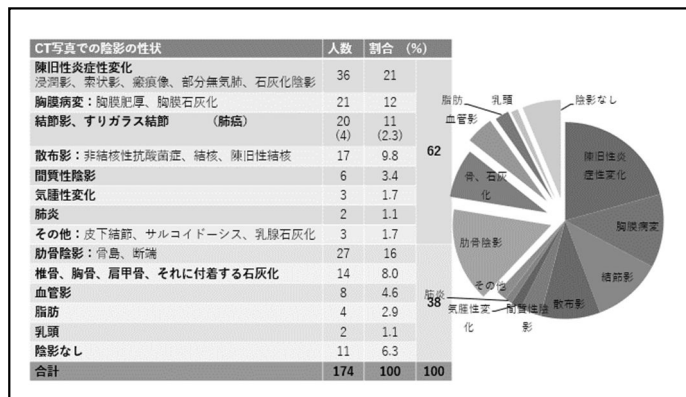 CT写真での陰影の性状 人数 割合 (%)
陳旧性炎症性変化 36 21
浸潤影、索状影、瘢痕像、部分無気肺、石灰化陰影
胸膜病変：胸膜肥厚、胸膜石灰化 21 12
結節影、すりガラス結節 (肺癌) 20 11
(4) (2.3)
62
散布影：非結核性抗酸菌症、結核、陳旧性結核 17 9.8
間質性陰影 6 3.4
気腫性変化 3 1.7
肺炎 2 1.1
その他：皮下結節、サルコイドーシス、乳腺石灰化 3 1.7
肋骨陰影：骨島、断端 27 16
椎骨、胸骨、肩甲骨、それに付着する石灰化 14 8.0
血管影 8 4.6
38
脂肪 4 2.9
乳頭 2 1.1
陰影なし 11 6.3
合計 174 100 100
脂肪
乳頭
陰影なし
血管影
骨、石灰
化
肋骨陰影
その他
肺炎
気腫性変
化
間質性陰
影
散布影
結節影
胸膜病変
陳旧性炎
症性変化